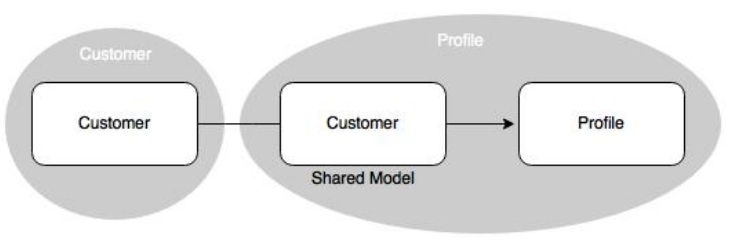 Customer
Profile
Customer
Customer
Profile
Shared Model